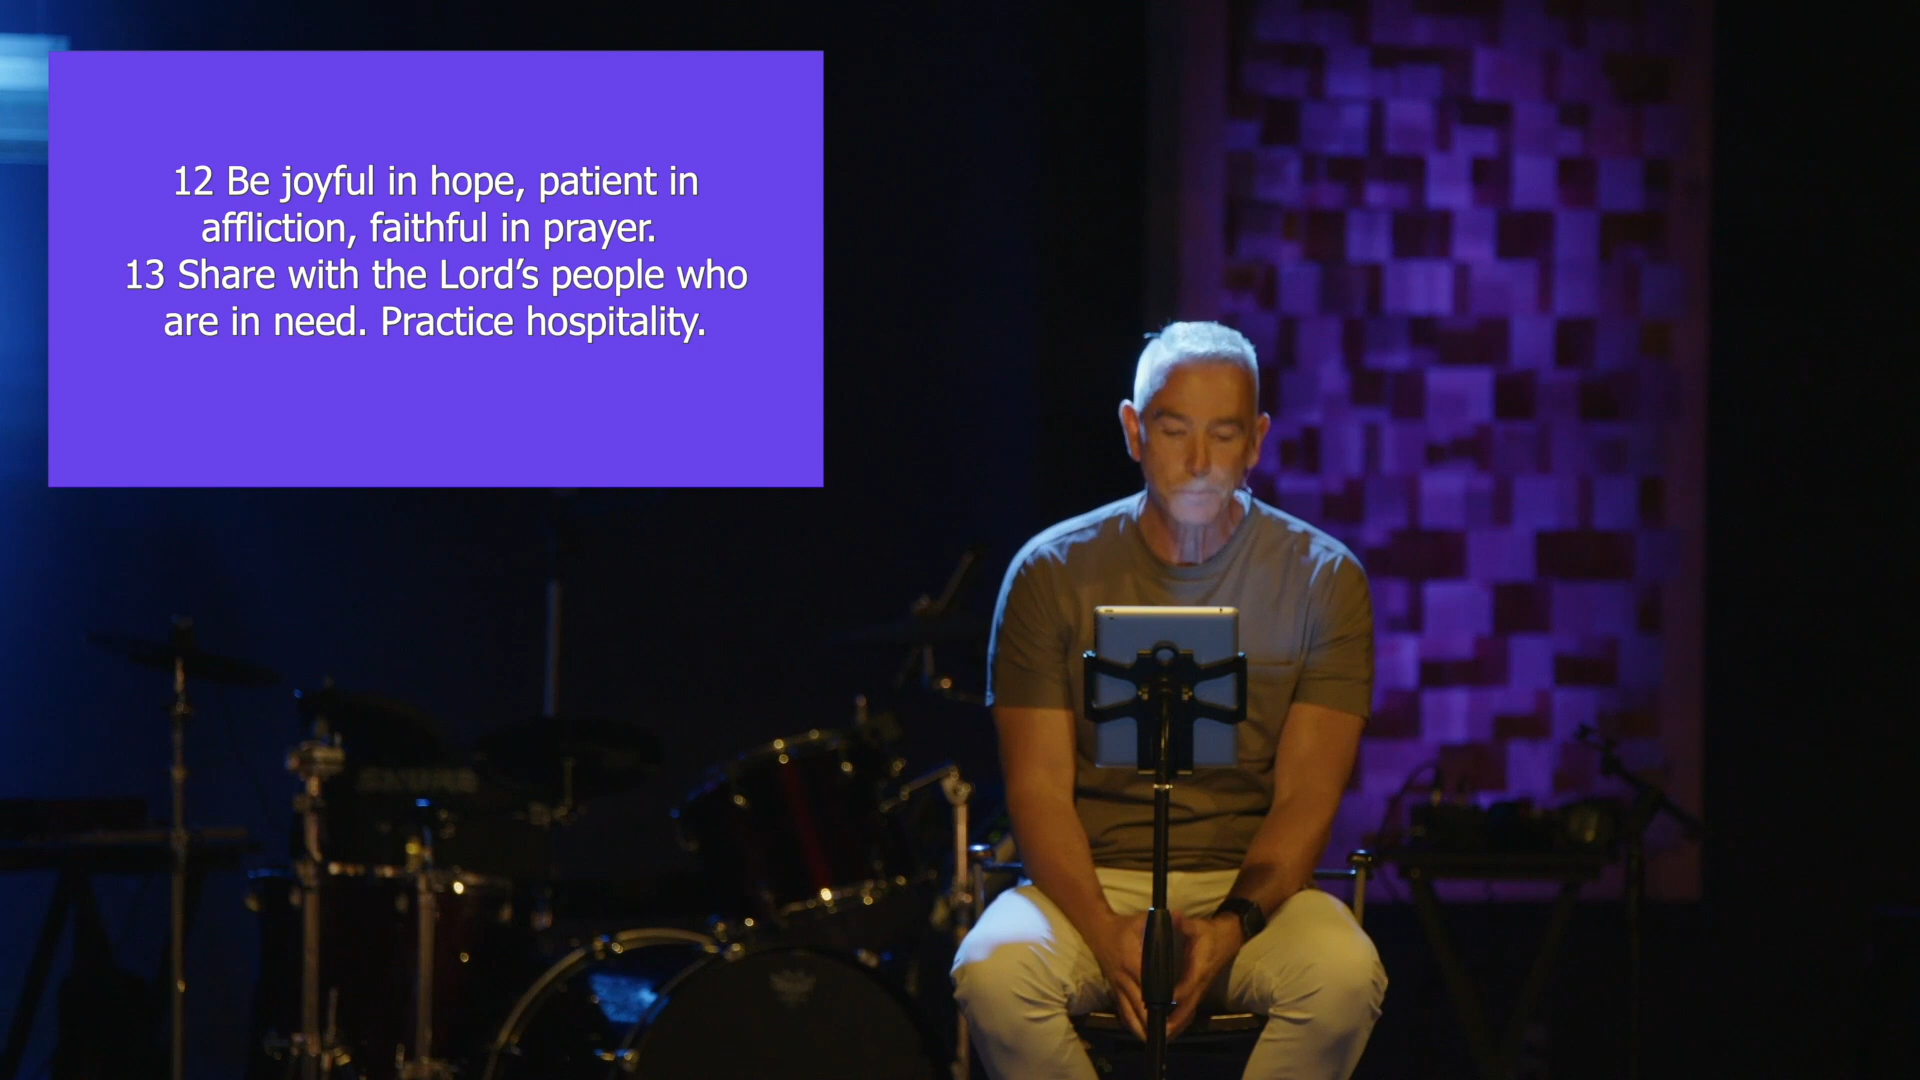 12 Be joyful in hope, patient in
affliction, faithful in prayer.
13 Share with the Lord’s people who
are in need. Practice hospitality.